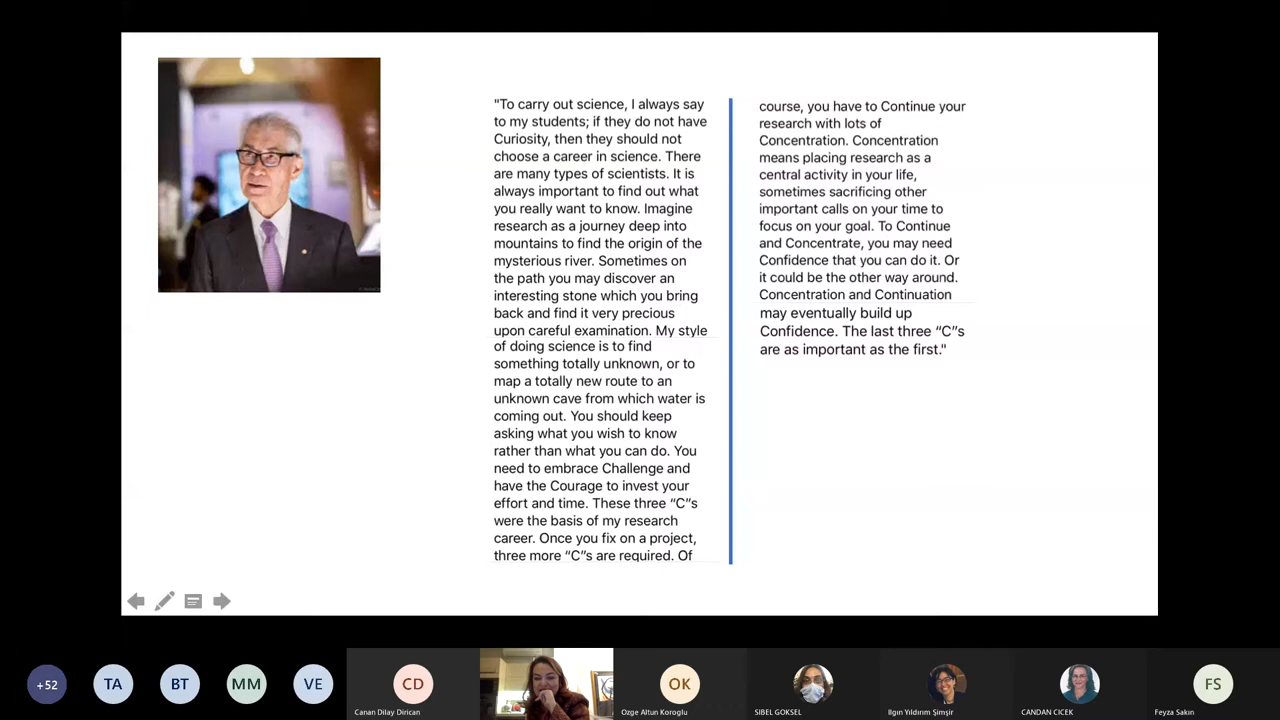 "To carry out science, I always say
to my students; if they do not have
Curiosity, then they should not
choose a career in science. There
are many types of scientists. It is
always important to find out what
you really want to know. Imagine
research as a journey deep into
mountains to find the origin of the
mysterious river. Sometimes on
the path you may discover an
interesting stone which you bring
back and find it very precious
upon careful examination. My style
of doing science is to find
something totally unknown, or to
map a totally new route to an
unknown cave from which water is
coming out. You should keep
asking what you wish to know
rather than what you can do. You
need to embrace Challenge and
have the Courage to invest your
effort and time. These three “C”s
were the basis of my research
career. Once you fix on a project,
three more “C”s are required. Of
course, you have to Continue your
research with lots of
Concentration. Concentration
means placing research as a
central activity in your life,
sometimes sacrificing other
important calls on your time to
focus on your goal. To Continue
and Concentrate, you may need
Confidence that you can do it. Or
it could be the other way around.
Concentration and Continuation
may eventually build up
Confidence. The last three “C”s
are as important as the first."
+52
TA
BT
MM
VE
CD
Canan Dilay Dirican
OK
Ozge Altun Koroglu
SIBEL GOKSEL
Ilgın Yıldırım Şimşir
CANDAN CICEK
FS
Feyza Sakin